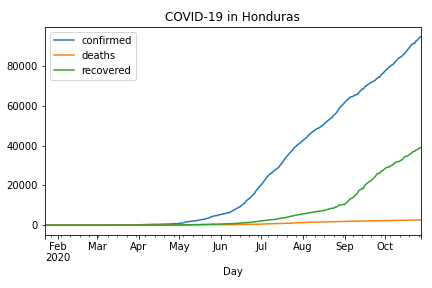 COVID-19 in Honduras
confirmed
deaths
recovered
80000
60000
40000
20000
0
Feb Mar Apr May Jun Jul Aug Sep Oct
2020
Day